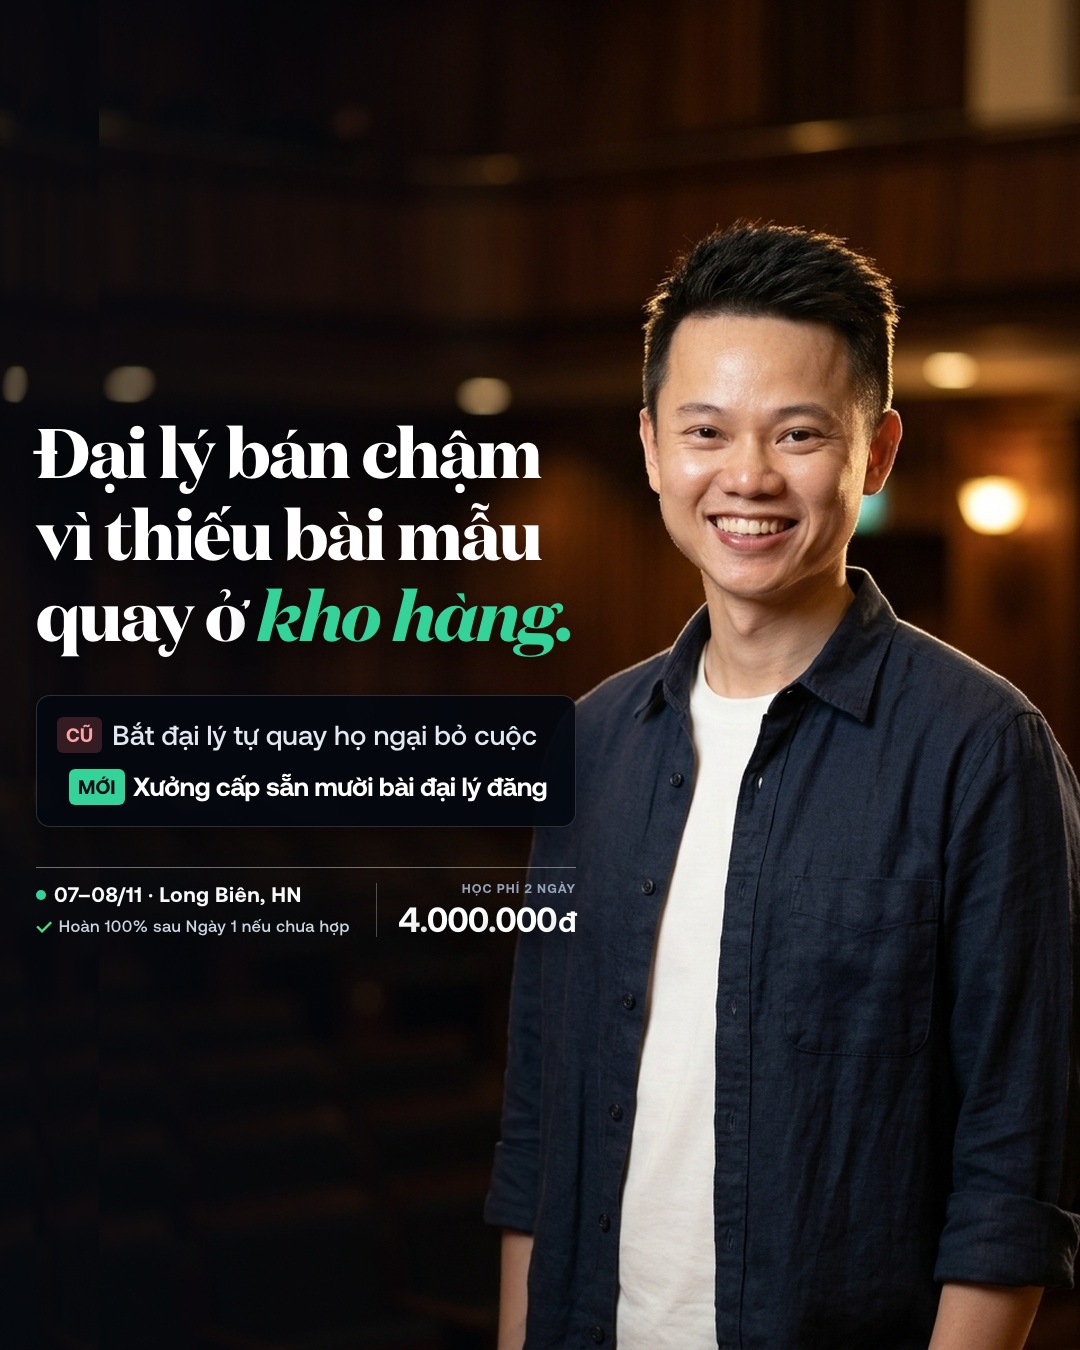 Đại lý bán chậm
vì thiếu bài mẫu
quay ở kho hàng.
CŨ Bắt đại lý tự quay họ ngại bỏ cuộc
MỚI Xưởng cấp sẵn mười bài đại lý đăng
07–08/11 · Long Biên, HN
Hoàn 100% sau Ngày 1 nếu chưa hợp
HỌC PHÍ 2 NGÀY
4.000.000đ